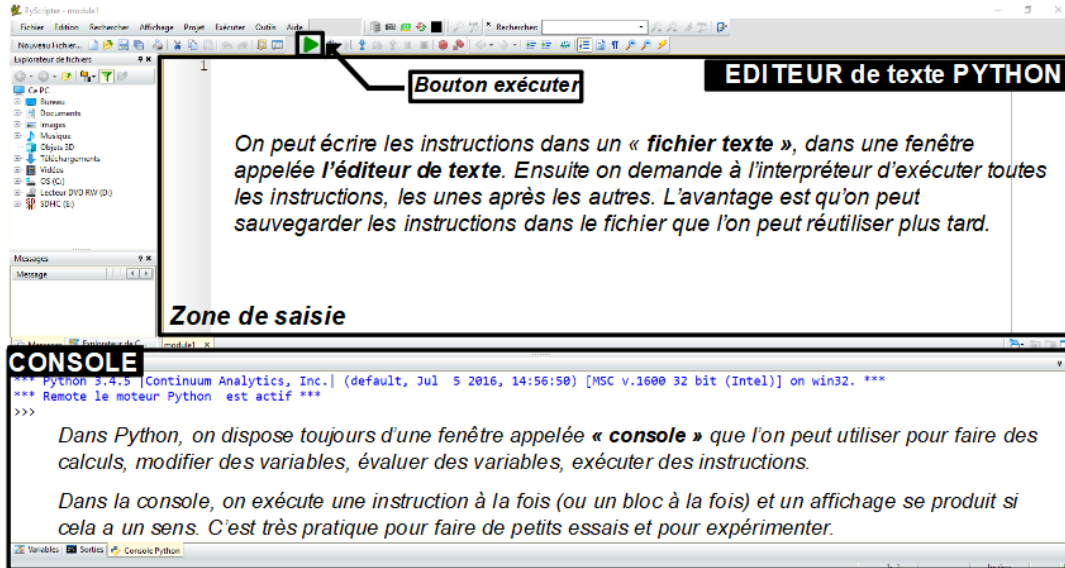 PyScripter - module1
Fichier Edition Rechercher Affichage Projet Exécuter Outils Aide Rechercher:
Nouveau Fichier...
Explorateur de fichiers
Ce PC
Bureau
Documents
Images
Musique
Objets 3D
Téléchargements
Vidéos
OS (C:)
Lecteur DVD RW (D:)
SDHC (E:)
Messages
Message
1
Bouton exécuter
EDITEUR de texte PYTHON
On peut écrire les instructions dans un « fichier texte », dans une fenêtre
appelée l'éditeur de texte. Ensuite on demande à l'interpréteur d'exécuter toutes
les instructions, les unes après les autres. L'avantage est qu'on peut
sauvegarder les instructions dans le fichier que l'on peut réutiliser plus tard.
Zone de saisie
Messages Explorateur de C...
module1
CONSOLE
*** Python 3.4.5 |Continuum Analytics, Inc.| (default, Jul 5 2016, 14:56:50) [MSC v.1600 32 bit (Intel)] on win32. ***
*** Remote le moteur Python est actif ***
>>>
Dans Python, on dispose toujours d'une fenêtre appelée « console » que l'on peut utiliser pour faire des
calculs, modifier des variables, évaluer des variables, exécuter des instructions.
Dans la console, on exécute une instruction à la fois (ou un bloc à la fois) et un affichage se produit si
cela a un sens. C'est très pratique pour faire de petits essais et pour expérimenter.
Variables Sorties Console Python